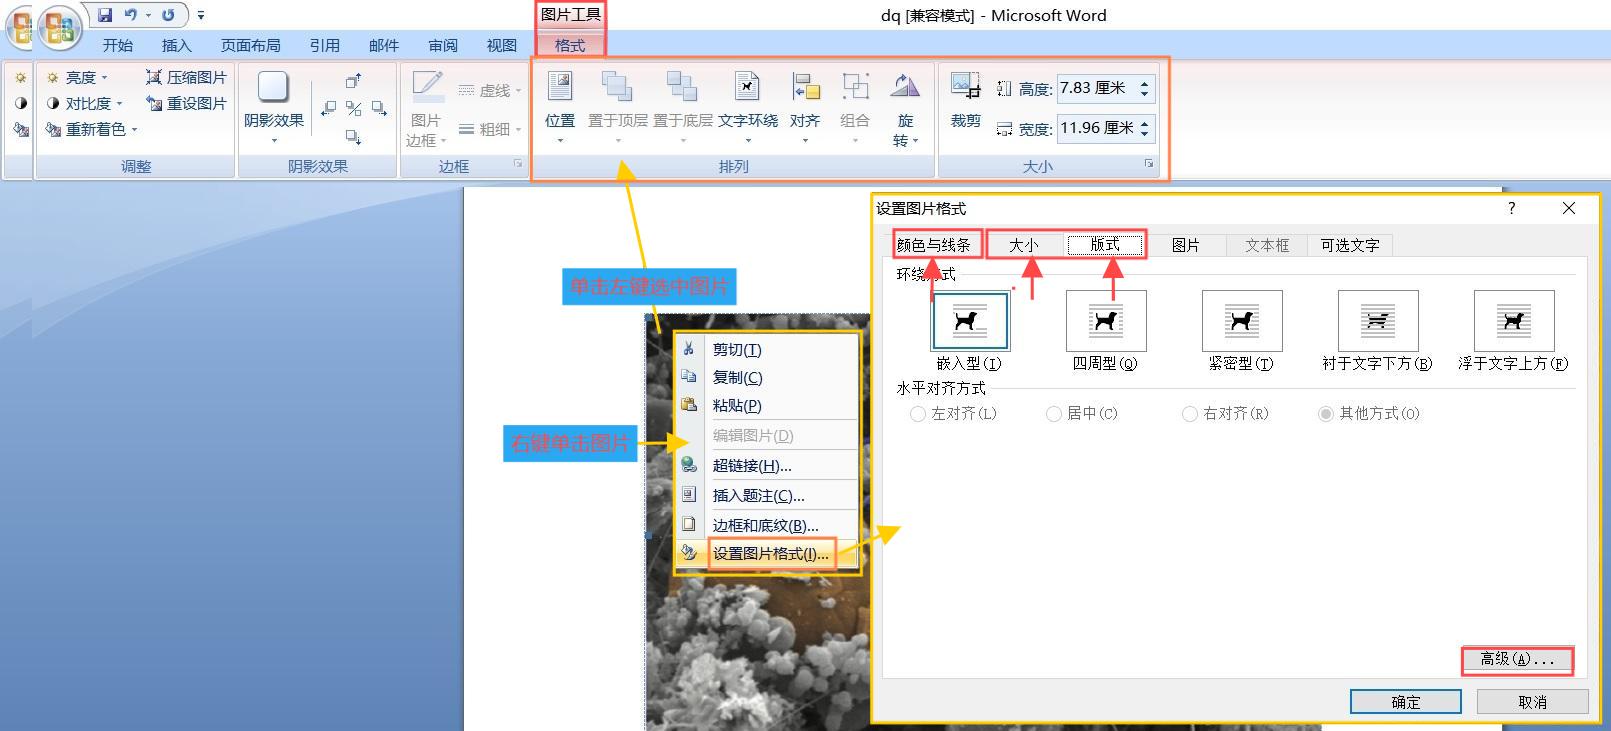 图片工具
dq [兼容模式] - Microsoft Word
开始 插入 页面布局 引用 邮件 审阅 视图 格式
亮度 压缩图片
对比度 重设图片
重新着色
调整
阴影效果
阴影效果
图片边框
虚线
粗细
边框
位置 置于顶层 置于底层 文字环绕 对齐 组合 旋转
排列
裁剪
高度: 7.83 厘米
宽度: 11.96 厘米
大小
单击左键选中图片
右键单击图片
剪切(T)
复制(C)
粘贴(P)
编辑图片(D)
超链接(H)...
插入题注(C)...
边框和底纹(B)...
设置图片格式(I)...
设置图片格式 ?
颜色与线条 大小 版式 图片 文本框 可选文字
环绕方式
嵌入型(I) 四周型(Q) 紧密型(T) 衬于文字下方(B) 浮于文字上方(F)
水平对齐方式
左对齐(L) 居中(C) 右对齐(R) 其他方式(O)
高级(A)...
确定 取消